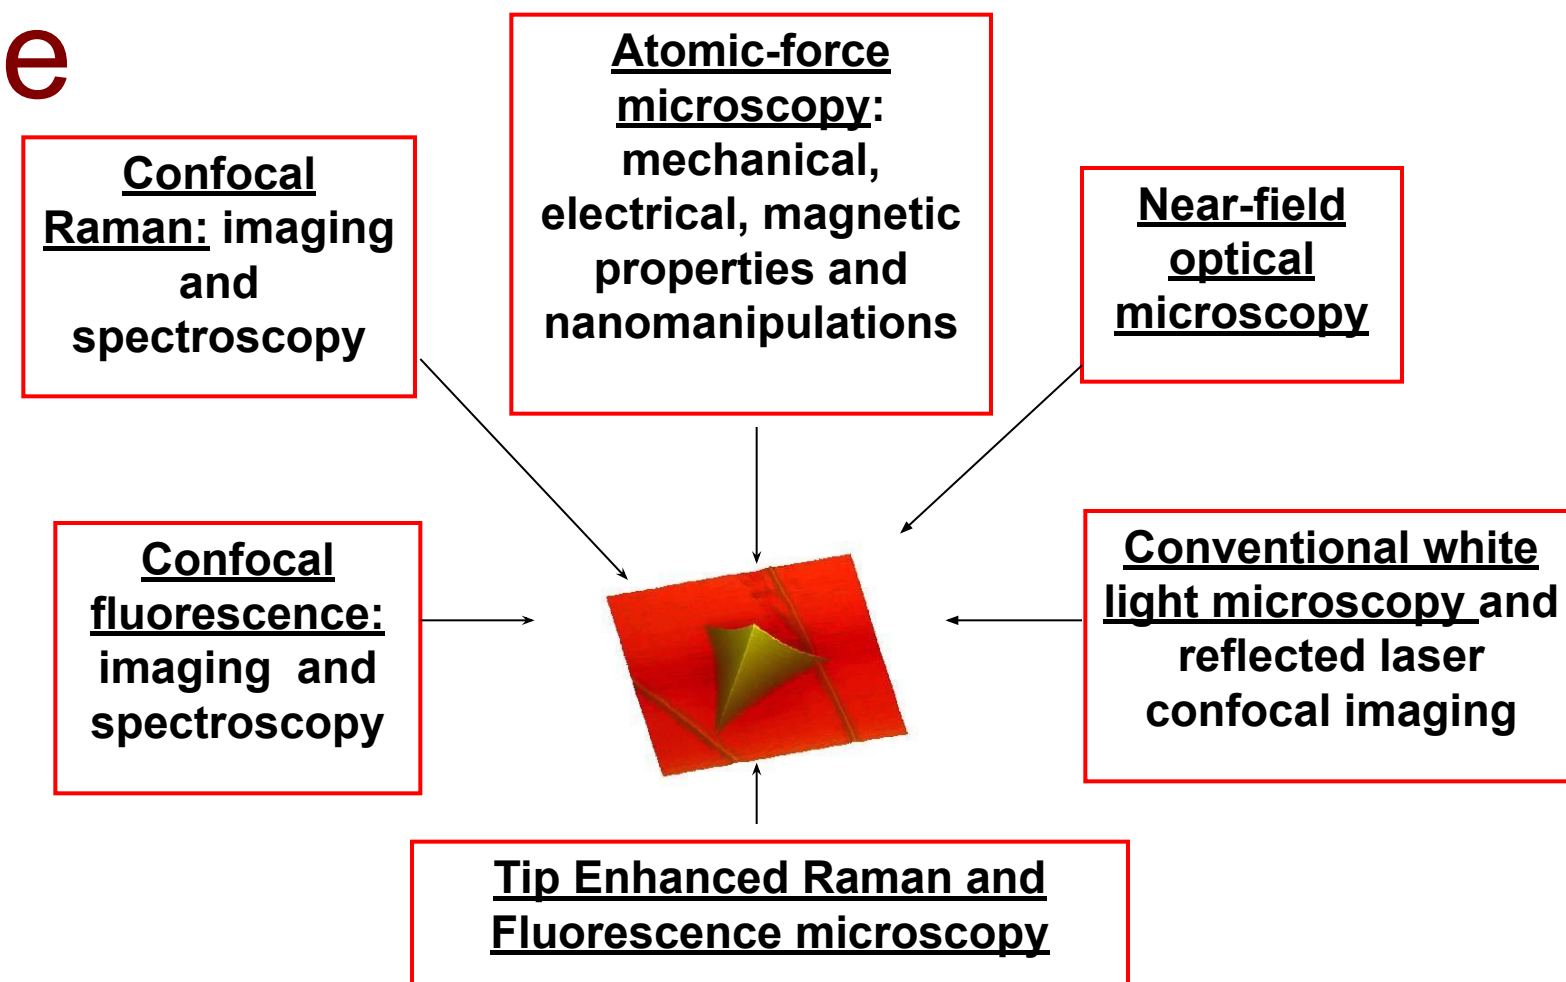 e
Atomic-force
microscopy:
mechanical,
electrical, magnetic
properties and
nanomanipulations
Confocal
Raman: imaging
and
spectroscopy
Near-field
optical
microscopy
Confocal
fluorescence:
imaging and
spectroscopy
Conventional white
light microscopy and
reflected laser
confocal imaging
Tip Enhanced Raman and
Fluorescence microscopy